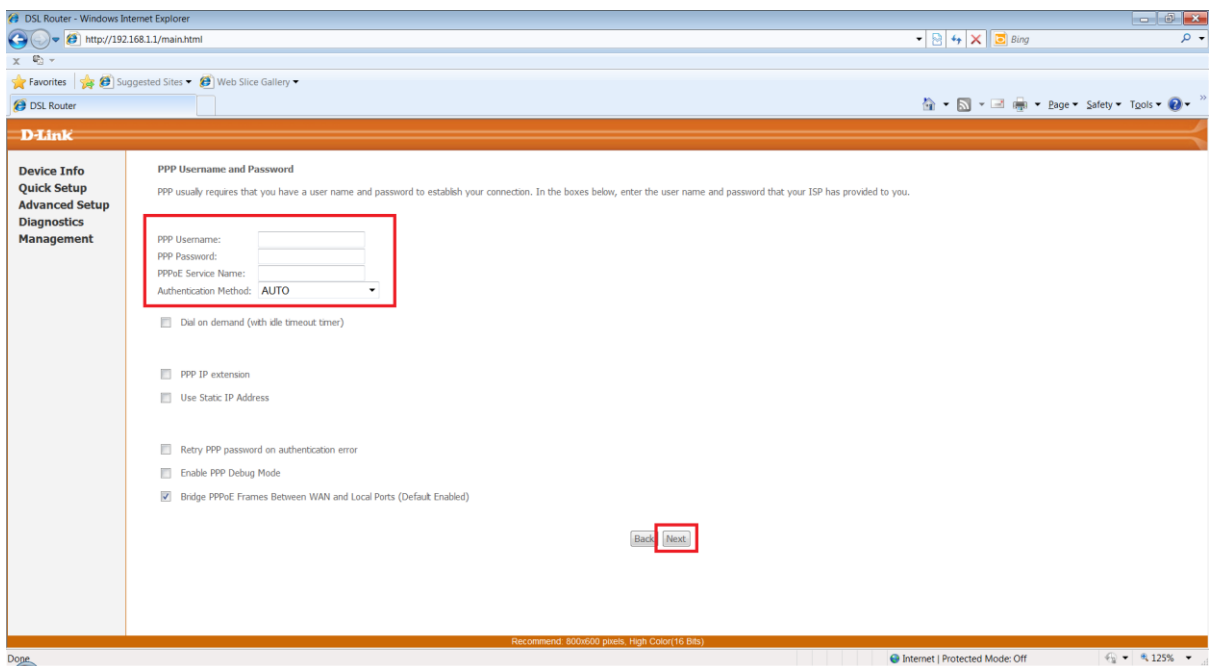 DSL Router - Windows Internet Explorer
http://192.168.1.1/main.html
Bing
x
Favorites Suggested Sites Web Slice Gallery
DSL Router
Page Safety Tools
D-Link
Device Info
Quick Setup
Advanced Setup
Diagnostics
Management
PPP Username and Password
PPP usually requires that you have a user name and password to establish your connection. In the boxes below, enter the user name and password that your ISP has provided to you.
PPP Username:
PPP Password:
PPPoE Service Name:
Authentication Method: AUTO
Dial on demand (with idle timeout timer)
PPP IP extension
Use Static IP Address
Retry PPP password on authentication error
Enable PPP Debug Mode
Bridge PPPoE Frames Between WAN and Local Ports (Default Enabled)
Back Next
Recommend: 800x600 pixels, High Color(16 Bits)
Done Internet | Protected Mode: Off 125%